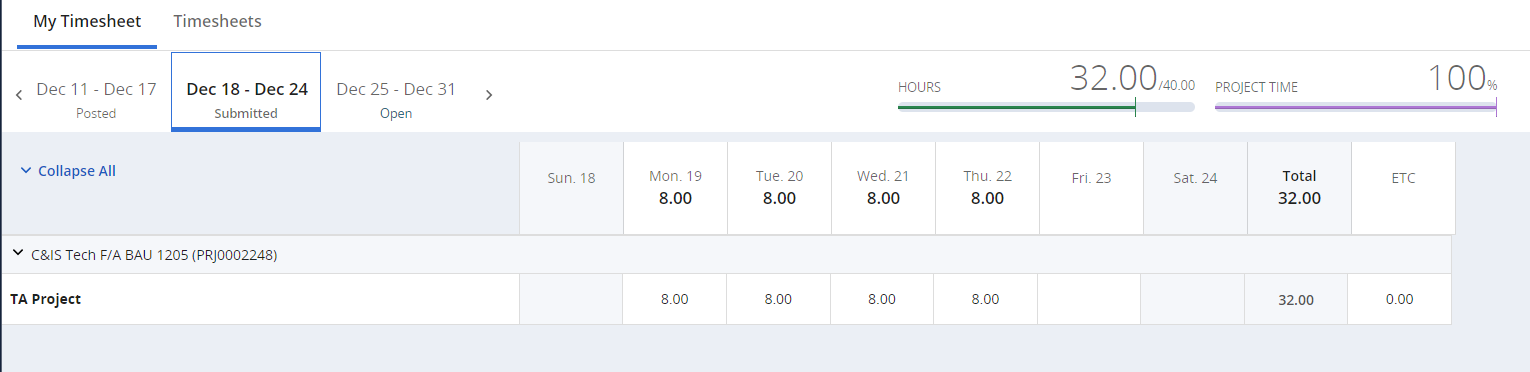 My Timesheet Timesheets
Dec 11 - Dec 17 Dec 18 - Dec 24 Dec 25 - Dec 31
Posted Submitted Open
HOURS 32.00/40.00 PROJECT TIME 100%
Collapse All
Sun. 18 Mon. 19 Tue. 20 Wed. 21 Thu. 22 Fri. 23 Sat. 24 Total ETC
8.00 8.00 8.00 8.00 32.00
C&IS Tech F/A BAU 1205 (PRJ0002248)
TA Project 8.00 8.00 8.00 8.00 32.00 0.00